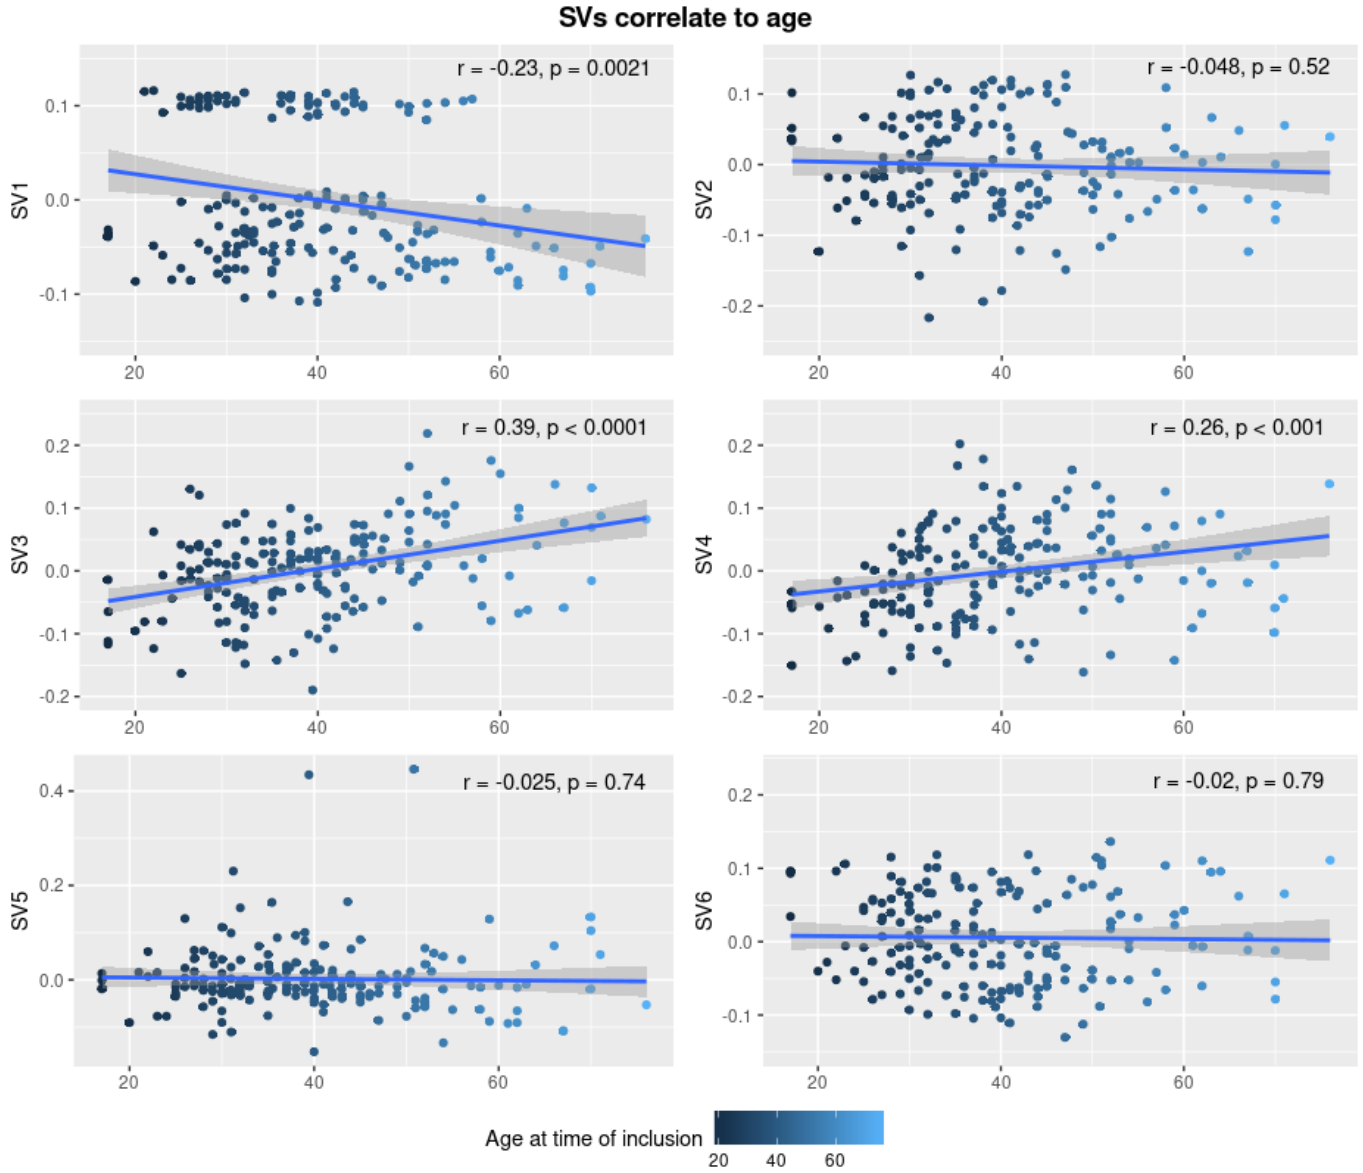 SVs correlate to age
r = -0.23, p = 0.0021
SV1
0.1
0.0
-0.1
20 40 60
r = -0.048, p = 0.52
SV2
0.1
0.0
-0.1
-0.2
20 40 60
r = 0.39, p < 0.0001
SV3
0.2
0.1
0.0
-0.1
-0.2
20 40 60
r = 0.26, p < 0.001
SV4
0.2
0.1
0.0
-0.1
-0.2
20 40 60
r = -0.025, p = 0.74
SV5
0.4
0.2
0.0
20 40 60
r = -0.02, p = 0.79
SV6
0.2
0.1
0.0
-0.1
20 40 60
Age at time of inclusion
20 40 60